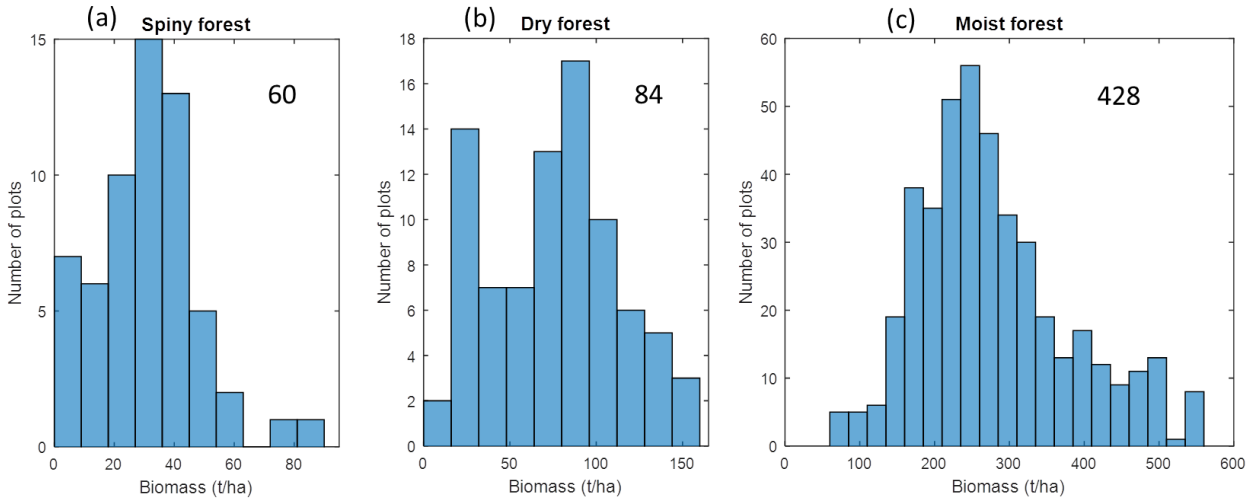 (a)
Spiny forest
60
15
10
5
0
Number of plots
0 20 40 60 80
Biomass (t/ha)
(b)
Dry forest
84
18
16
14
12
10
8
6
4
2
0
Number of plots
0 50 100 150
Biomass (t/ha)
(c)
Moist forest
428
60
50
40
30
20
10
0
Number of plots
0 100 200 300 400 500 600
Biomass (t/ha)